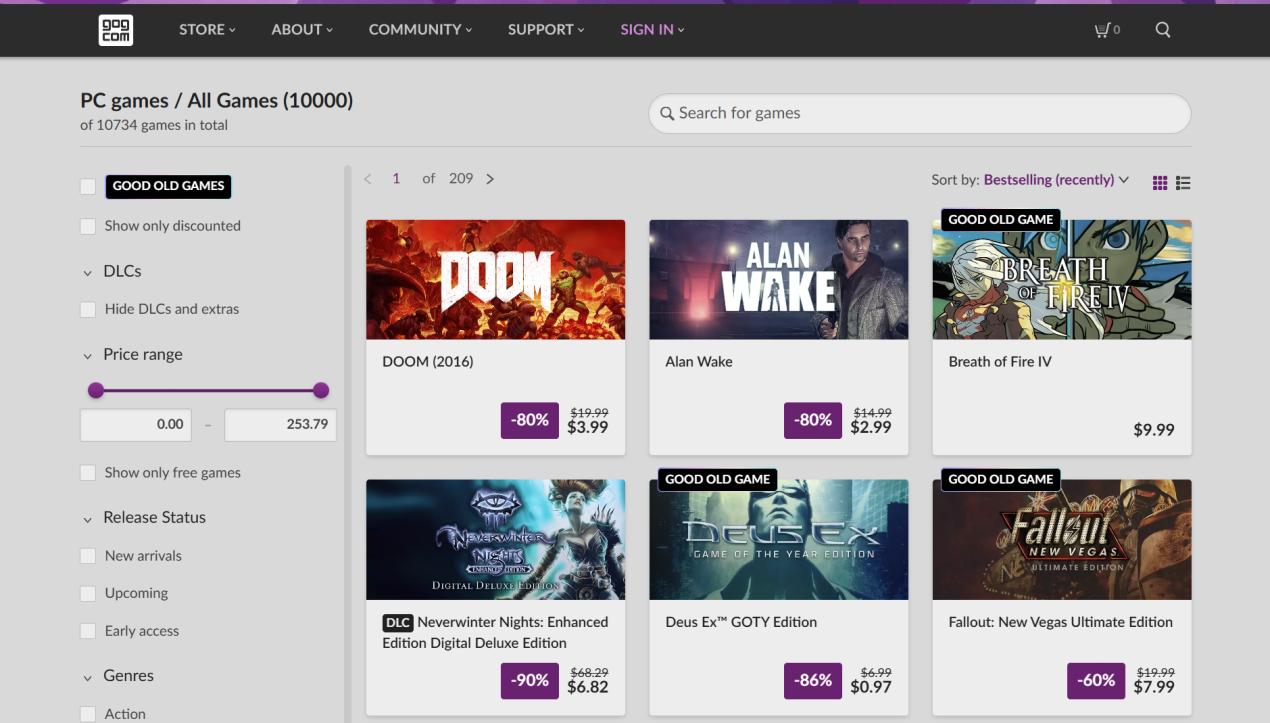 gog
com
STORE
ABOUT
COMMUNITY
SUPPORT
SIGN IN
0
PC games / All Games (10000)
of 10734 games in total
Search for games
GOOD OLD GAMES
Show only discounted
DLCs
Hide DLCs and extras
Price range
0.00 – 253.79
Show only free games
Release Status
New arrivals
Upcoming
Early access
Genres
Action
1 of 209
Sort by: Bestselling (recently)
DOOM
DOOM (2016)
-80%
$19.99
$3.99
ALAN
WAKE
Alan Wake
-80%
$14.99
$2.99
GOOD OLD GAME
BREATH
OF FIRE IV
Breath of Fire IV
$9.99
NEVERWINTER
NIGHTS
ENHANCED EDITION
DIGITAL DELUXE EDITION
DLC Neverwinter Nights: Enhanced
Edition Digital Deluxe Edition
-90%
$68.29
$6.82
GOOD OLD GAME
DEUS EX
GAME OF THE YEAR EDITION
Deus Ex™ GOTY Edition
-86%
$6.99
$0.97
GOOD OLD GAME
Fallout
NEW VEGAS
ULTIMATE EDITION
Fallout: New Vegas Ultimate Edition
-60%
$19.99
$7.99